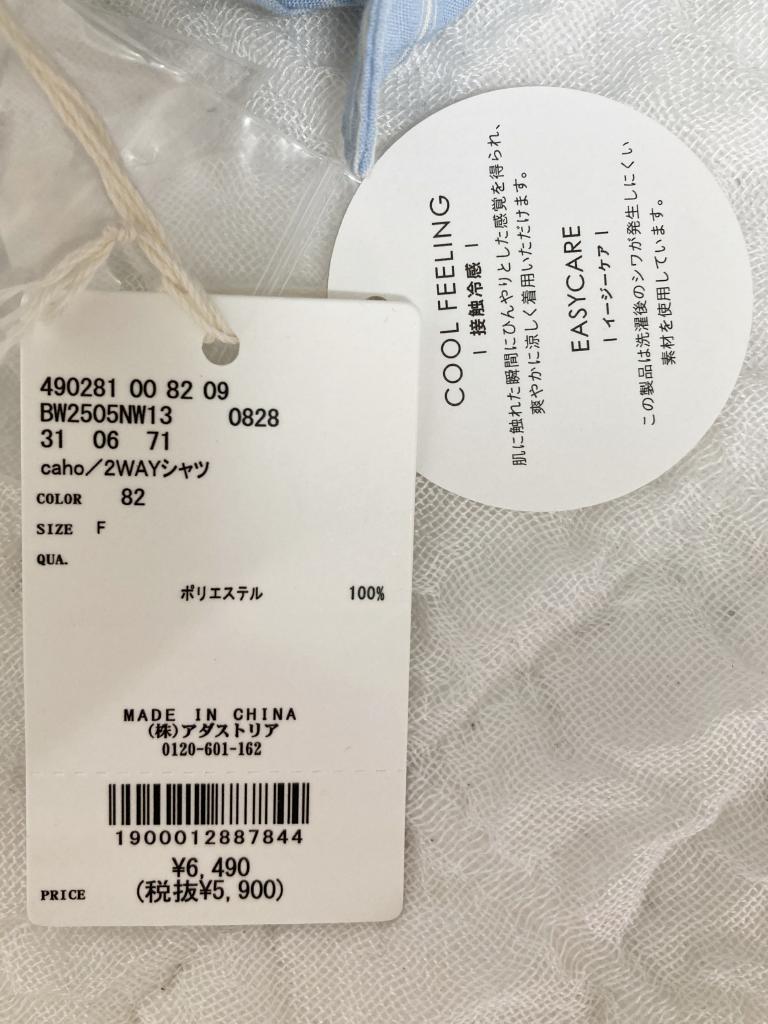 490281 00 82 09
BW2505NW13 0828
31 06 71
caho／2WAYシャツ
COLOR 82
SIZE F
QUA.
ポリエステル 100%
MADE IN CHINA
(株)アダストリア
0120-601-162
1900012887844
¥6,490
PRICE (税抜¥5,900)
COOL FEELING
ー 接触冷感 ー
肌に触れた瞬間にひんやりとした感覚を得られ、
爽やかに涼しく着用いただけます。
EASYCARE
ー イージーケア ー
この製品は洗濯後のシワが発生しにくい
素材を使用しています。